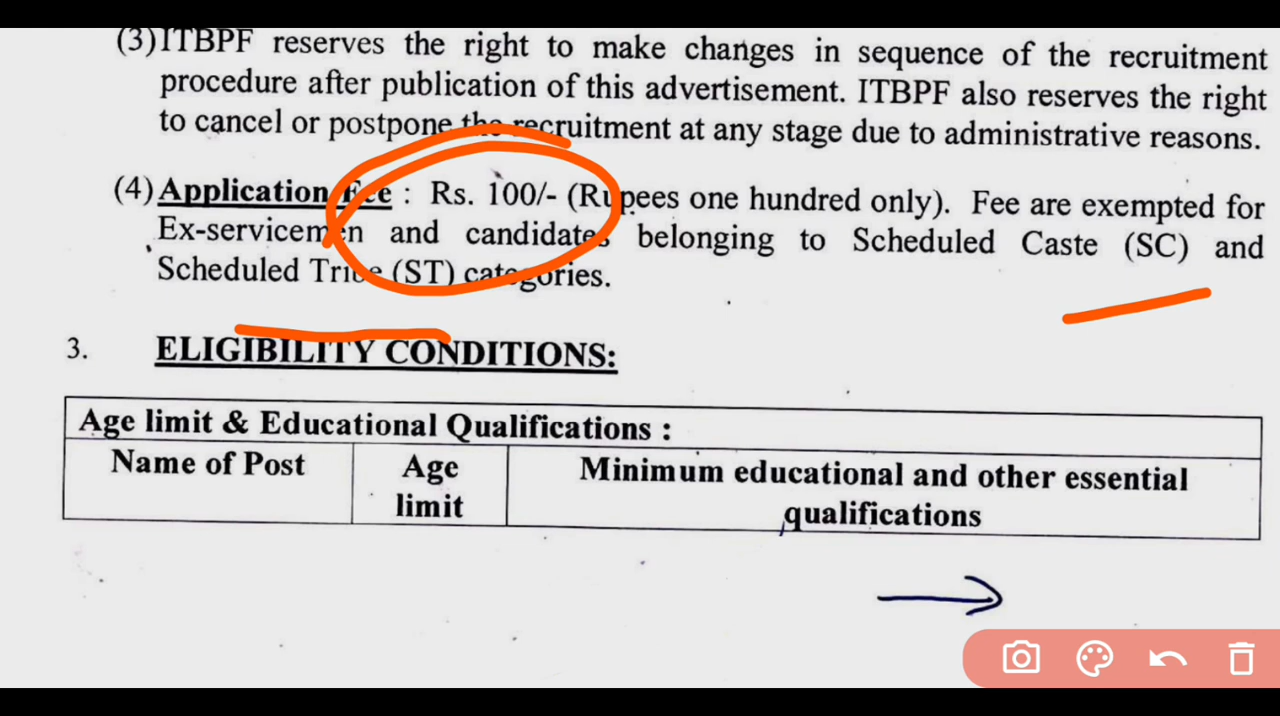 (3) ITBPF reserves the right to make changes in sequence of the recruitment
procedure after publication of this advertisement. ITBPF also reserves the right
to cancel or postpone the recruitment at any stage due to administrative reasons.
(4) Application Fee : Rs. 100/- (Rupees one hundred only). Fee are exempted for
Ex-servicemen and candidates belonging to Scheduled Caste (SC) and
Scheduled Tribe (ST) categories.
3. ELIGIBILITY CONDITIONS:
Age limit & Educational Qualifications :
Name of Post Age limit Minimum educational and other essential
qualifications